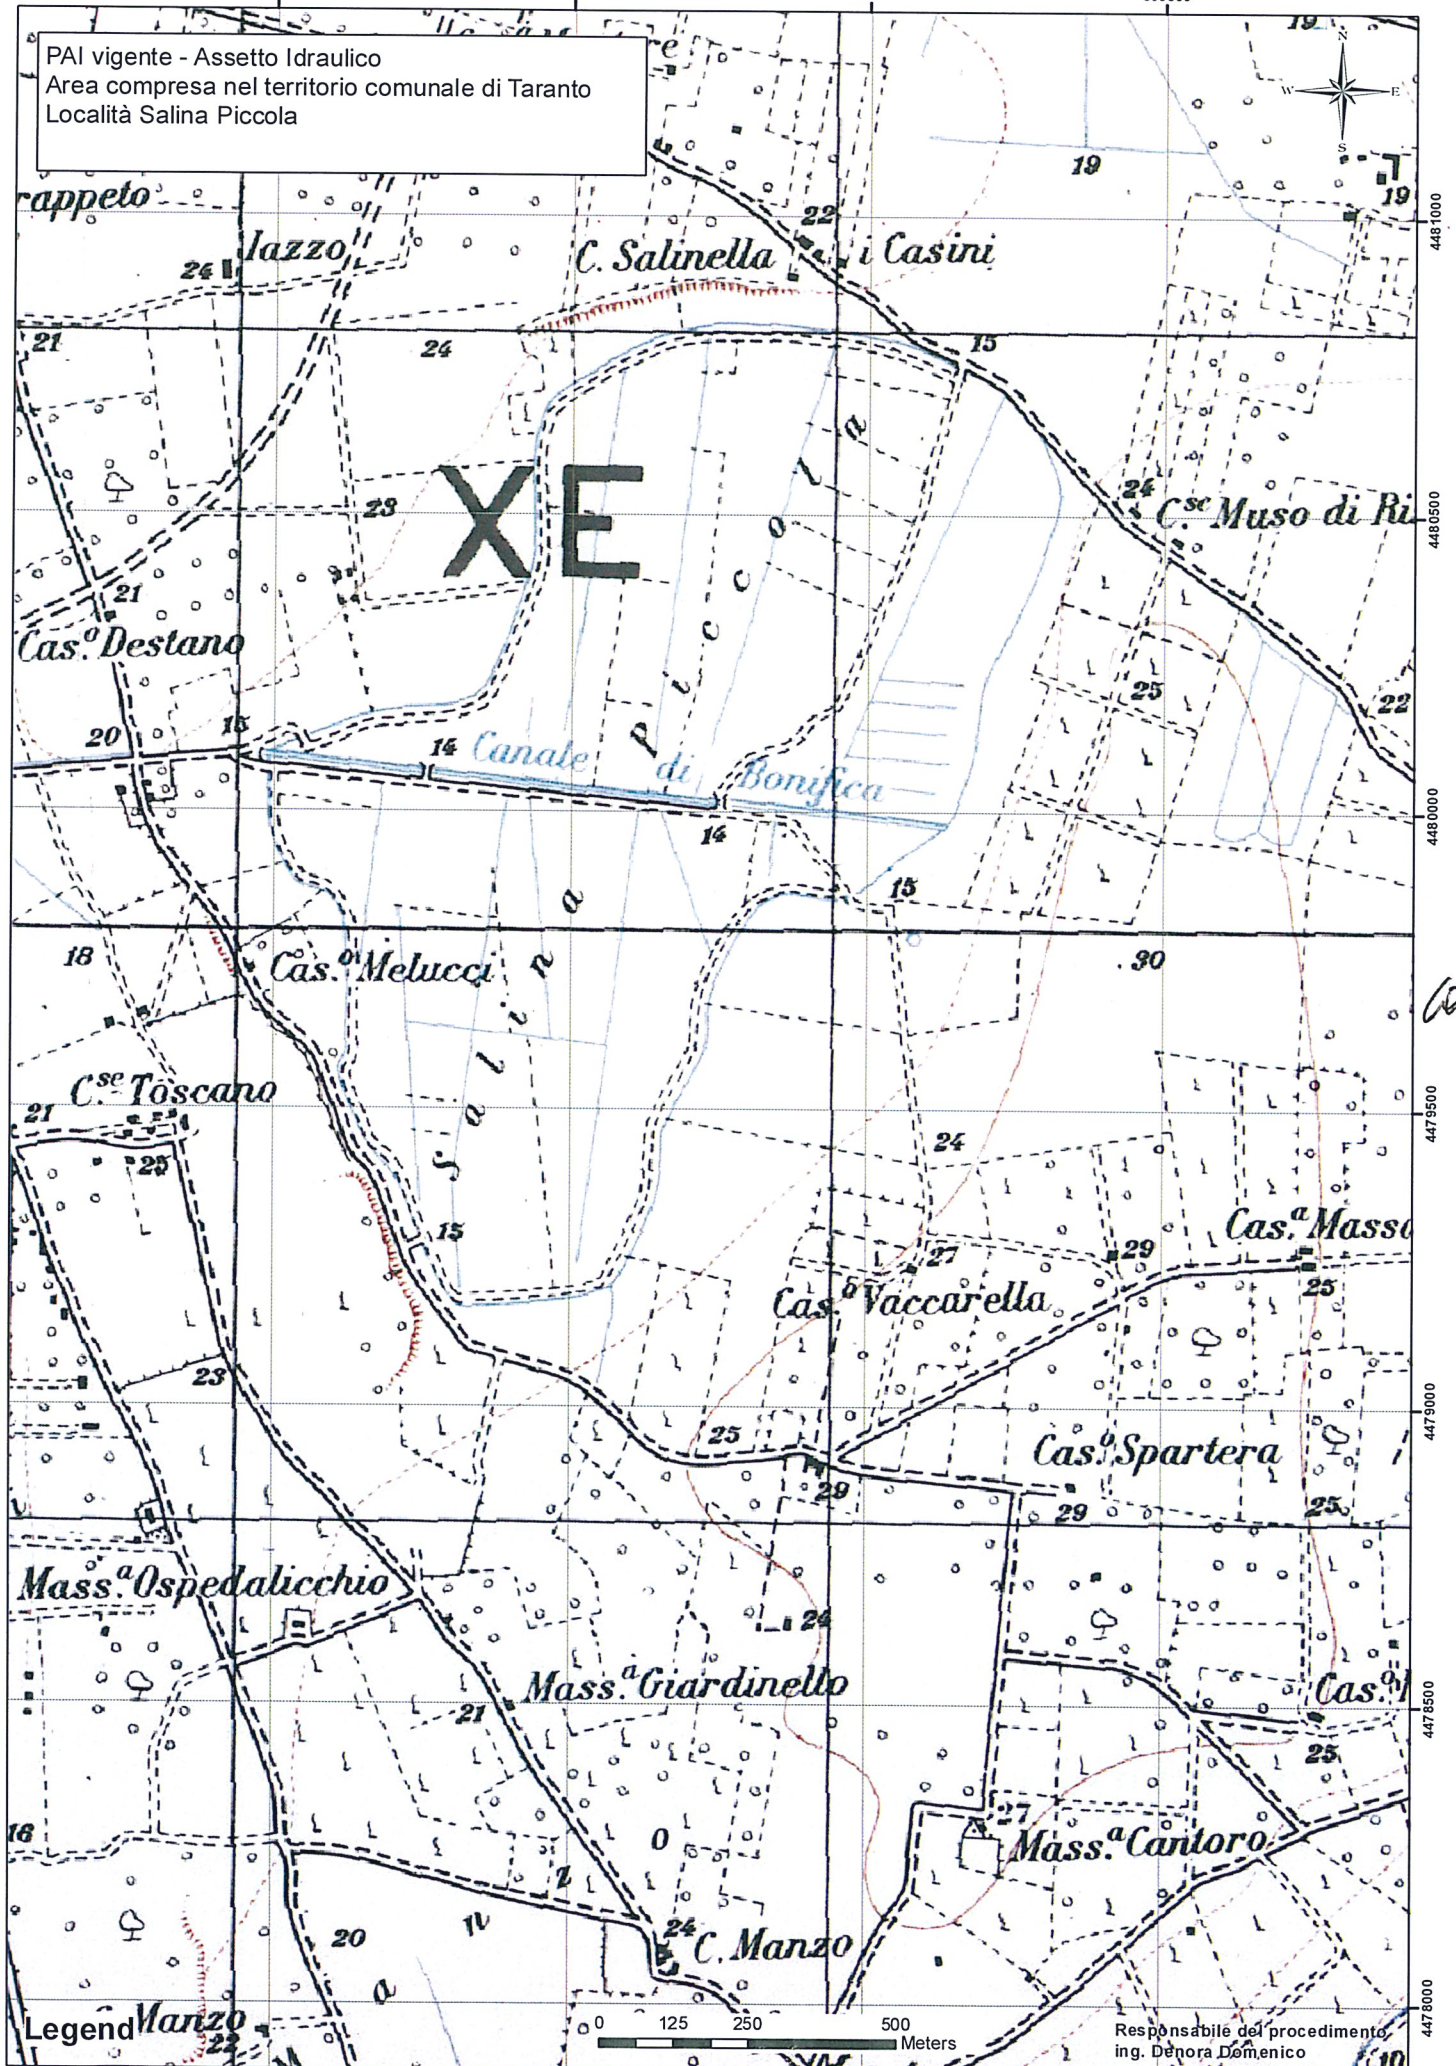 PAI vigente - Assetto Idraulico
Area compresa nel territorio comunale di Taranto
Località Salina Piccola
19
N
W E
S
19
19
4481000
rappeto
Jazzo
24
22
C. Salinella
i Casini
21
24
15
XE
23
24
C.se Muso di Ri
4480500
21
Cas.o Destano
25
22
20
15
14
Canale di Bonifica
14
4480000
Salina Piccola
15
18
Cas.o Melucci
30
C.se Toscano
21
25
4479500
24
15
Cas.a Masso
27
29
25
Cas.o Vaccarella
23
25
4479000
Cas.o Spartera
29
29
25
Mass.a Ospedalicchio
24
Mass.a Giardinello
21
Cas.o
4478500
25
27
16
Mass.a Cantoro
20
24
C. Manzo
anzo
4478000
Legend
Manzo
22
0 125 250 500
Meters
Responsabile del procedimento
ing. Denora Domenico